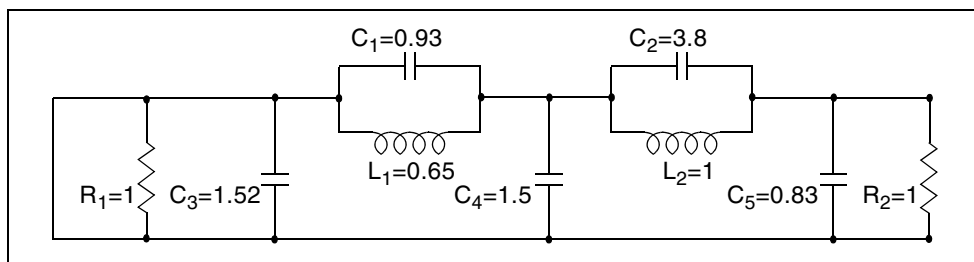 C1=0.93
C2=3.8
L1=0.65
L2=1
R1=1
C3=1.52
C4=1.5
C5=0.83
R2=1